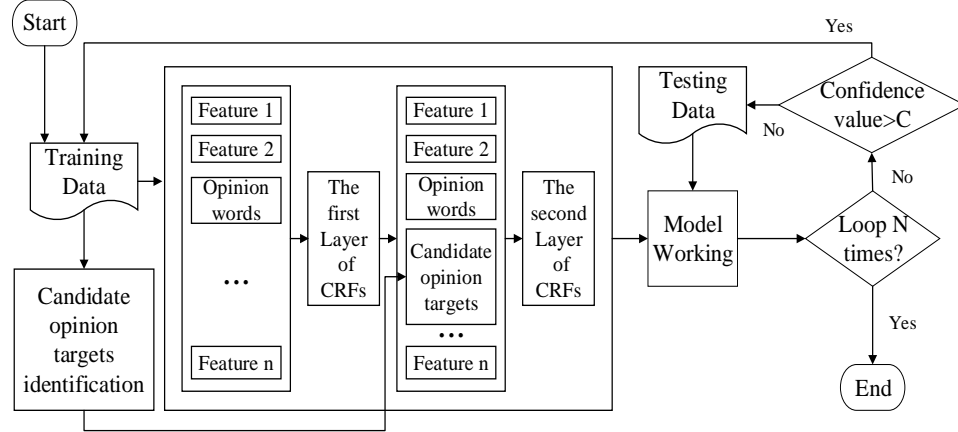 Start
Yes
Testing
Data
Confidence
value>C
No
Training
Data
Feature 1
Feature 2
Opinion
words
...
Feature n
The
first
Layer
of
CRFs
Feature 1
Feature 2
Opinion
words
Candidate
opinion
targets
...
Feature n
The
second
Layer
of
CRFs
Model
Working
No
Loop N
times?
Yes
End
Candidate
opinion
targets
identification